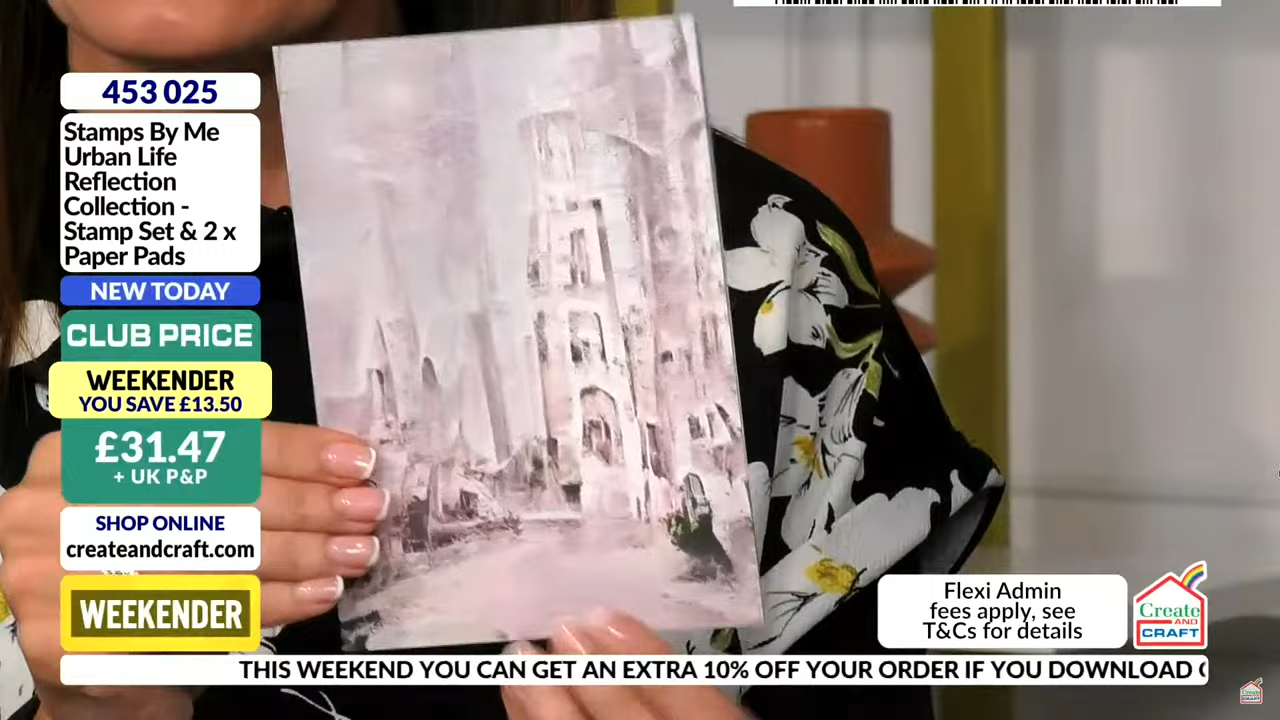 453 025
Stamps By Me
Urban Life
Reflection
Collection -
Stamp Set & 2 x
Paper Pads
NEW TODAY
CLUB PRICE
WEEKENDER
YOU SAVE £13.50
£31.47
+ UK P&P
SHOP ONLINE
createandcraft.com
WEEKENDER
Flexi Admin
fees apply, see
T&Cs for details
Create
AND
CRAFT
THIS WEEKEND YOU CAN GET AN EXTRA 10% OFF YOUR ORDER IF YOU DOWNLOAD